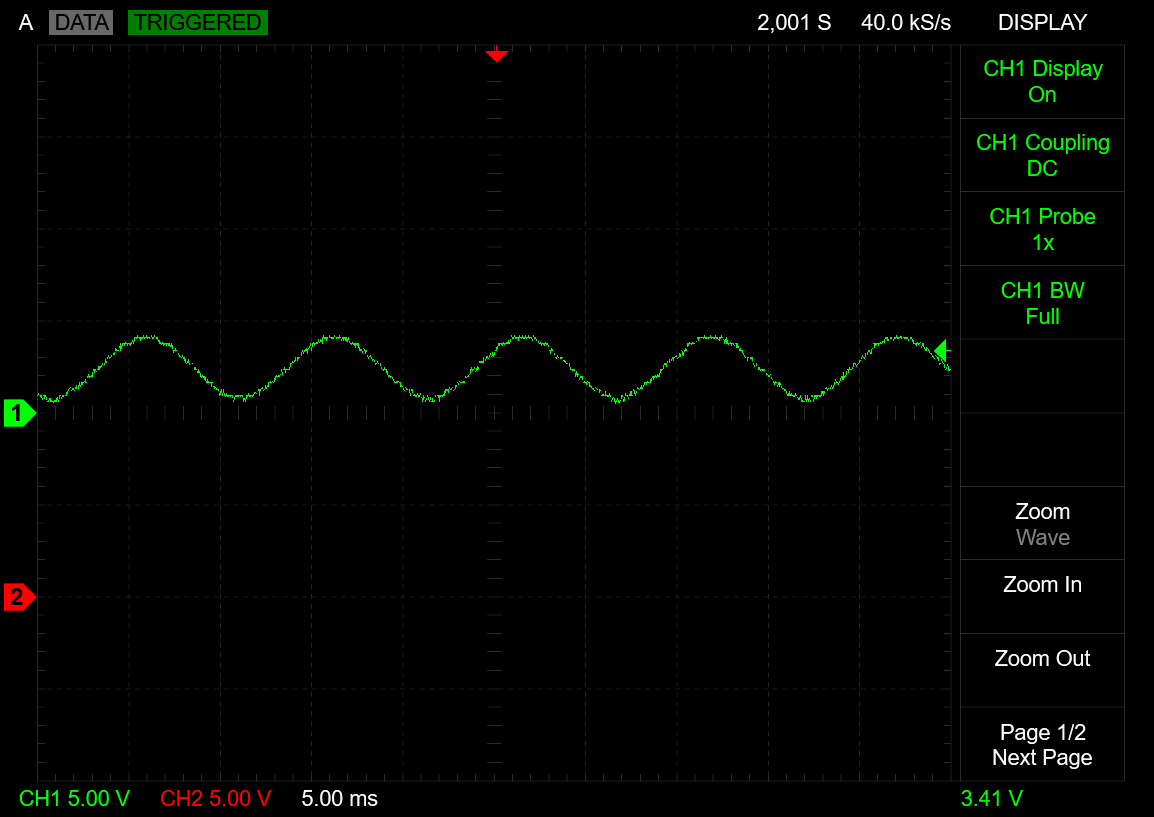 A DATA TRIGGERED 2,001 S 40.0 kS/s DISPLAY
CH1 Display
On
CH1 Coupling
DC
CH1 Probe
1x
CH1 BW
Full
1
Zoom
Wave
Zoom In
2
Zoom Out
Page 1/2
Next Page
CH1 5.00 V CH2 5.00 V 5.00 ms 3.41 V